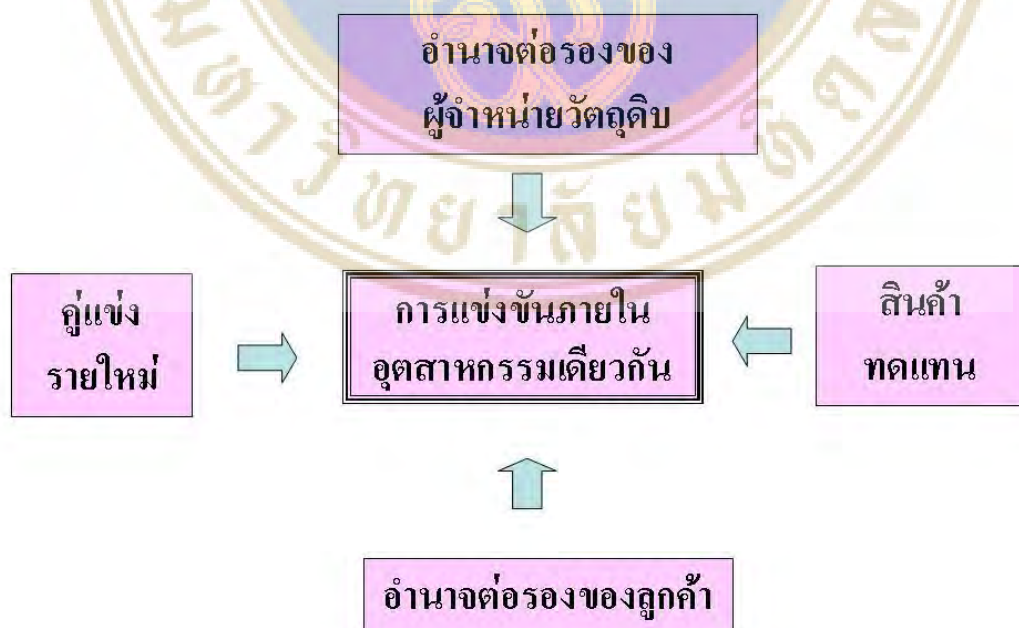 อำนาจต่อรองของ
ผู้จำหน่ายวัตถุดิบ
คู่แข่ง
รายใหม่
การแข่งขันภายใน
อุตสาหกรรมเดียวกัน
สินค้า
ทดแทน
อำนาจต่อรองของลูกค้า